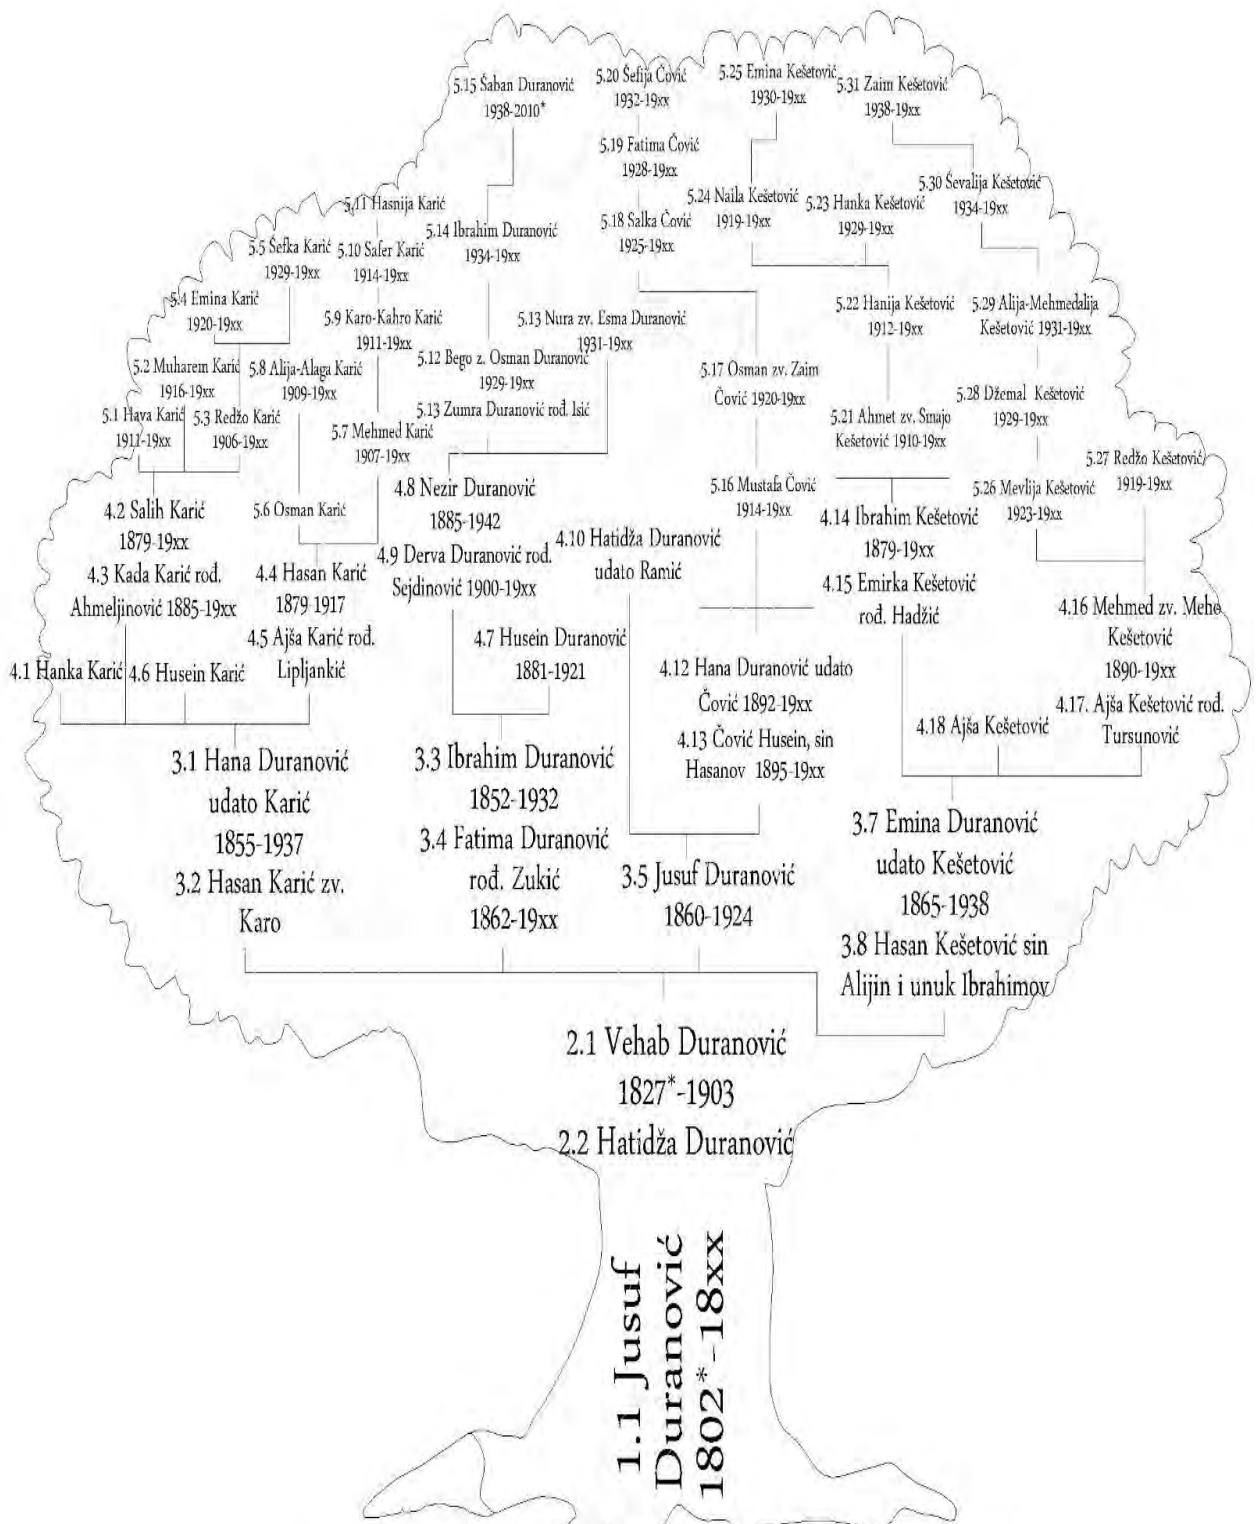 5.15 Šaban Duranović
1938-2010*
5.20 Šefija Čović
1932-19xx
5.25 Emina Kešetović
1930-19xx
5.31 Zaim Kešetović
1938-19xx
5.19 Fatima Čović
1928-19xx
5.30 Ševalija Kešetović
1934-19xx
5.24 Naila Kešetović
1919-19xx
5.23 Hanka Kešetović
1929-19xx
5.11 Hasnija Karić
5.18 Salka Čović
1925-19xx
5.14 Ibrahim Duranović
1934-19xx
5.5 Šefka Karić
1929-19xx
5.10 Safer Karić
1914-19xx
5.4 Emina Karić
1920-19xx
5.9 Karo-Kahro Karić
1911-19xx
5.13 Nura zv. Esma Duranović
1931-19xx
5.22 Hanija Kešetović
1912-19xx
5.29 Alija-Mehmedalija
Kešetović 1931-19xx
5.2 Muharem Karić
1916-19xx
5.8 Alija-Alaga Karić
1909-19xx
5.12 Bego z. Osman Duranović
1929-19xx
5.13 Zumra Duranović rođ. Isić
5.17 Osman zv. Zaim
Čović 1920-19xx
5.28 Džemal Kešetović
1929-19xx
5.1 Hava Karić
1911-19xx
5.3 Redžo Karić
1906-19xx
5.7 Mehmed Karić
1907-19xx
5.21 Ahmet zv. Smajo
Kešetović 1910-19xx
5.27 Redžo Kešetović
1919-19xx
5.16 Mustafa Čović
1914-19xx
5.26 Mevlija Kešetović
1923-19xx
5.6 Osman Karić
4.2 Salih Karić
1879-19xx
4.3 Kada Karić rođ.
Ahmeljinović 1885-19xx
4.4 Hasan Karić
1879-1917
4.5 Ajša Karić rođ.
Lipljankić
4.8 Nezir Duranović
1885-1942
4.9 Derva Duranović rođ.
Sejdinović 1900-19xx
4.10 Hatidža Duranović
udato Ramić
4.14 Ibrahim Kešetović
1879-19xx
4.15 Emirka Kešetović
rođ. Hadžić
4.16 Mehmed zv. Meho
Kešetović
1890-19xx
4.17. Ajša Kešetović rođ.
Tursunović
4.1 Hanka Karić
4.6 Husein Karić
4.7 Husein Duranović
1881-1921
4.12 Hana Duranović udato
Čović 1892-19xx
4.13 Čović Husein, sin
Hasanov 1895-19xx
4.18 Ajša Kešetović
3.1 Hana Duranović
udato Karić
1855-1937
3.2 Hasan Karić zv.
Karo
3.3 Ibrahim Duranović
1852-1932
3.4 Fatima Duranović
rođ. Zukić
1862-19xx
3.5 Jusuf Duranović
1860-1924
3.7 Emina Duranović
udato Kešetović
1865-1938
3.8 Hasan Kešetović sin
Alijin i unuk Ibrahimov
2.1 Vehab Duranović
1827*-1903
2.2 Hatidža Duranović
1.1 Jusuf
Duranović
1802*-18xx